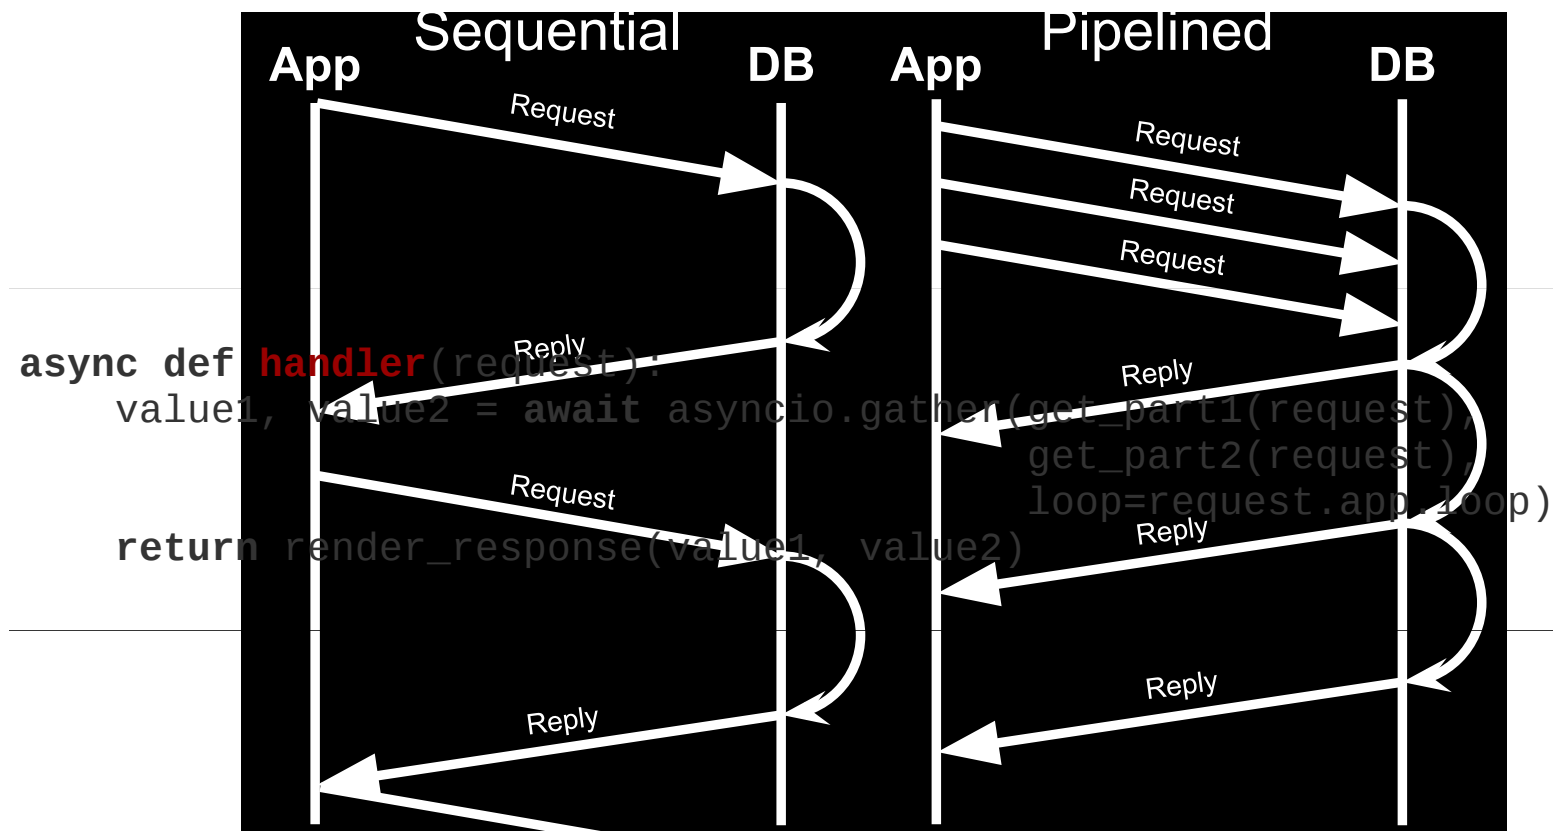 Sequential
Pipelined
App
DB
App
DB
Request
Request
Request
Request
Reply
async def handler(request):
Reply
value1, value2 = await asyncio.gather(get_part1(request),
get_part2(request),
Request
loop=request.app.loop)
Reply
return render_response(value1, value2)
Reply
Reply